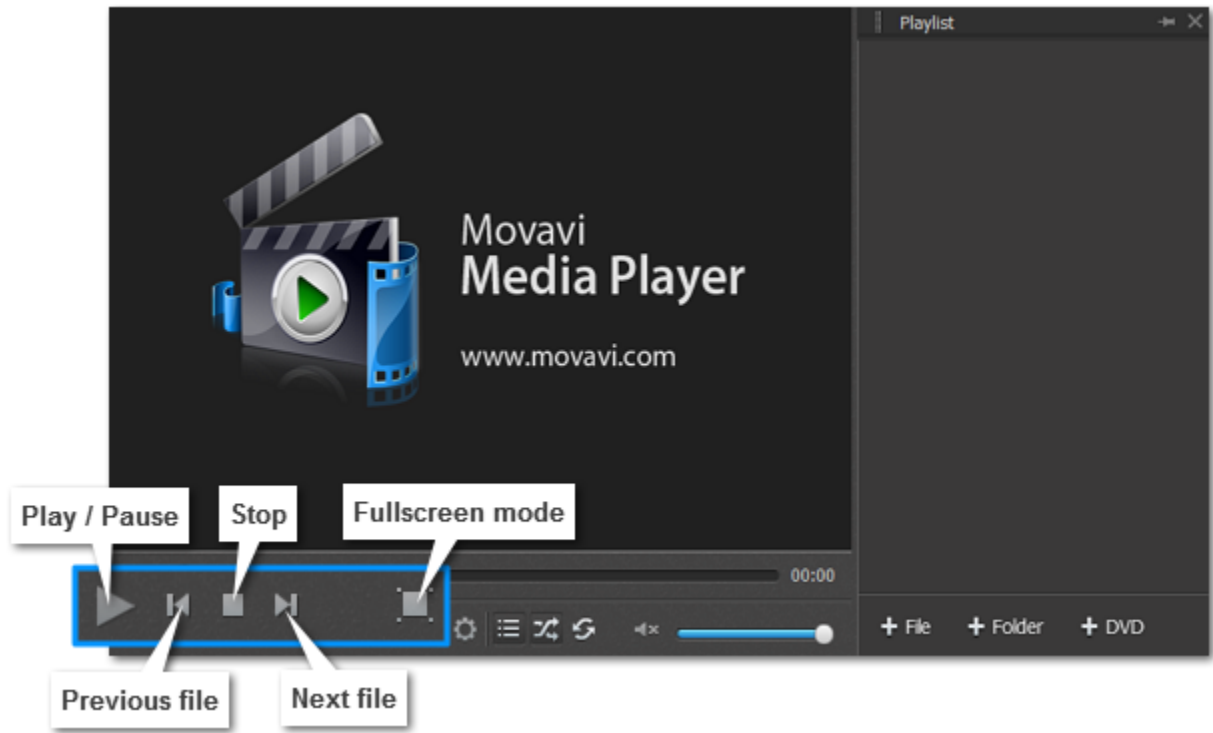 Playlist
Movavi
Media Player
www.movavi.com
Play / Pause
Stop
Fullscreen mode
00:00
+ File
+ Folder
+ DVD
Previous file
Next file